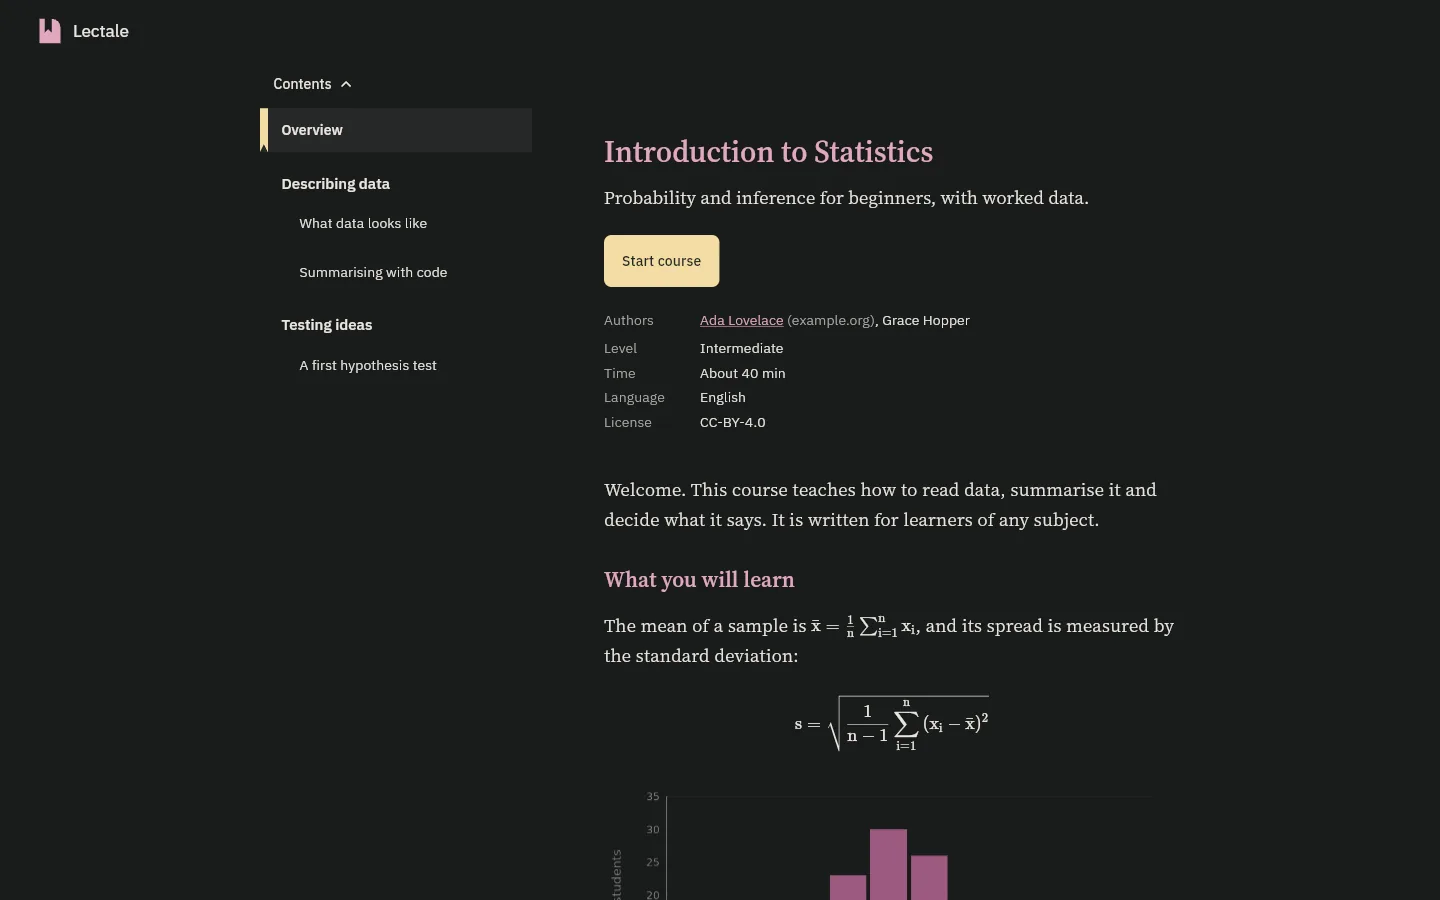 Lectale
Contents
Overview
Describing data
What data looks like
Summarising with code
Testing ideas
A first hypothesis test
Introduction to Statistics
Probability and inference for beginners, with worked data.
Start course
Authors Ada Lovelace (example.org), Grace Hopper
Level Intermediate
Time About 40 min
Language English
License CC-BY-4.0
Welcome. This course teaches how to read data, summarise it and
decide what it says. It is written for learners of any subject.
What you will learn
The mean of a sample is x̄ = 1/n ∑ⁿᵢ₌₁ xᵢ, and its spread is measured by
the standard deviation:
s = √(1/(n − 1) ∑ⁿᵢ₌₁ (xᵢ − x̄)²)
35
30
25
20
students